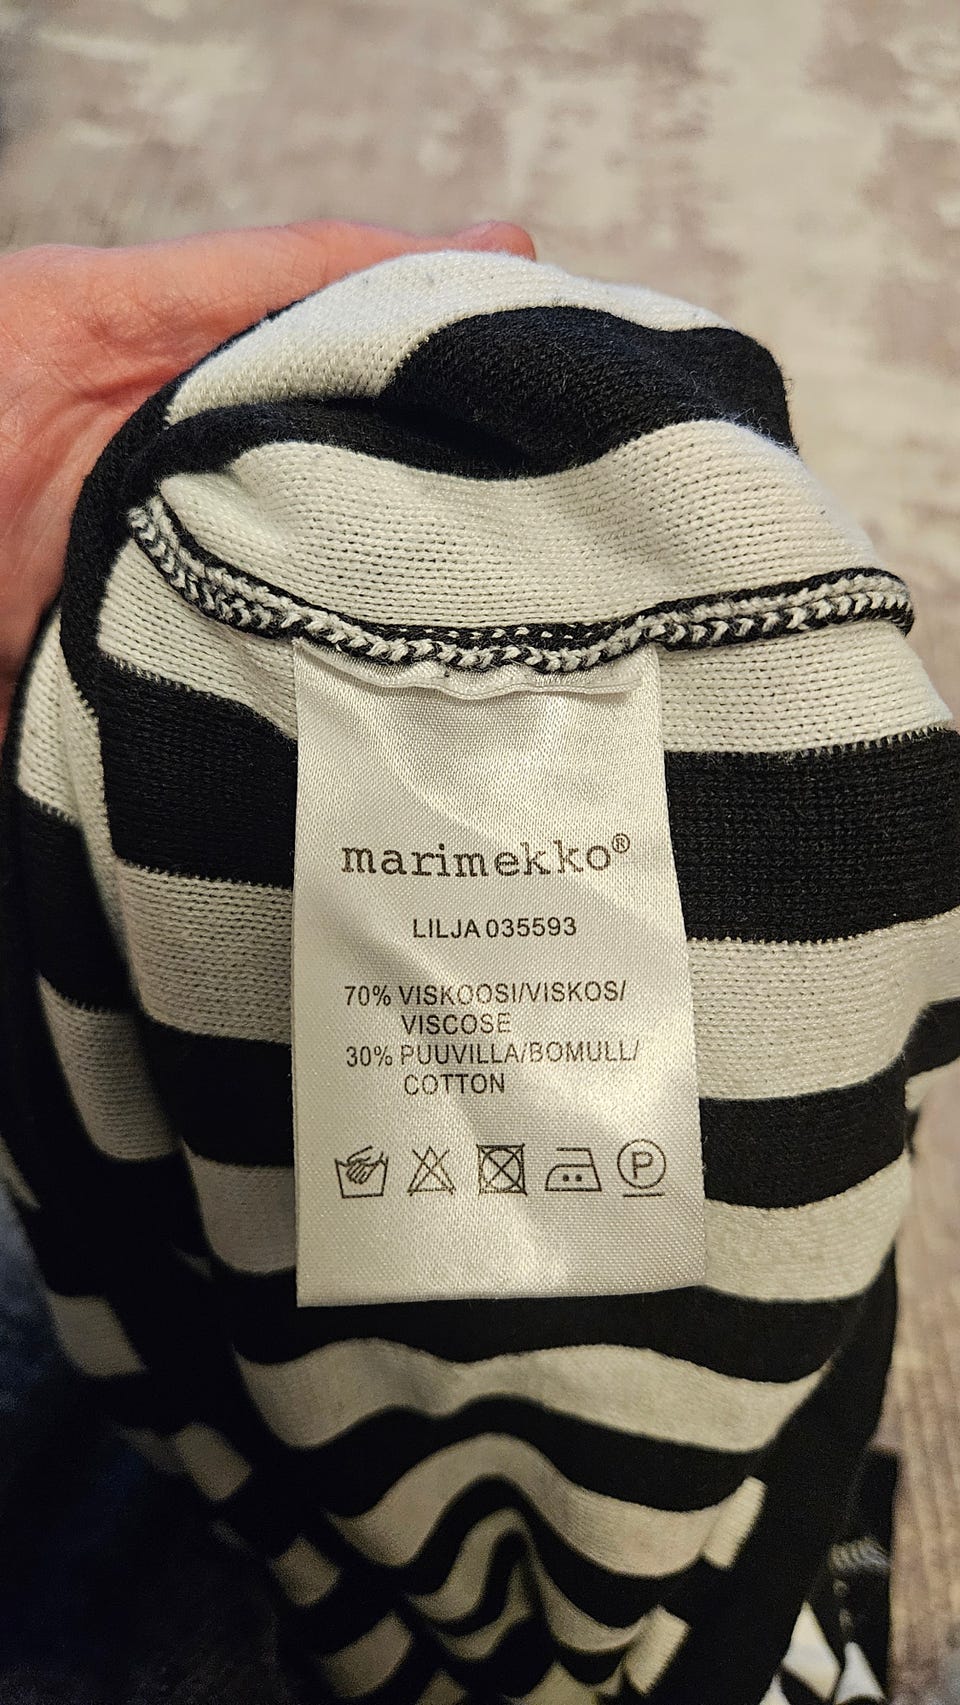 marimekko®
LILJA 035593
70% VISKOOSI/VISKOS/
VISCOSE
30% PUUVILLA/BOMULL/
COTTON
P